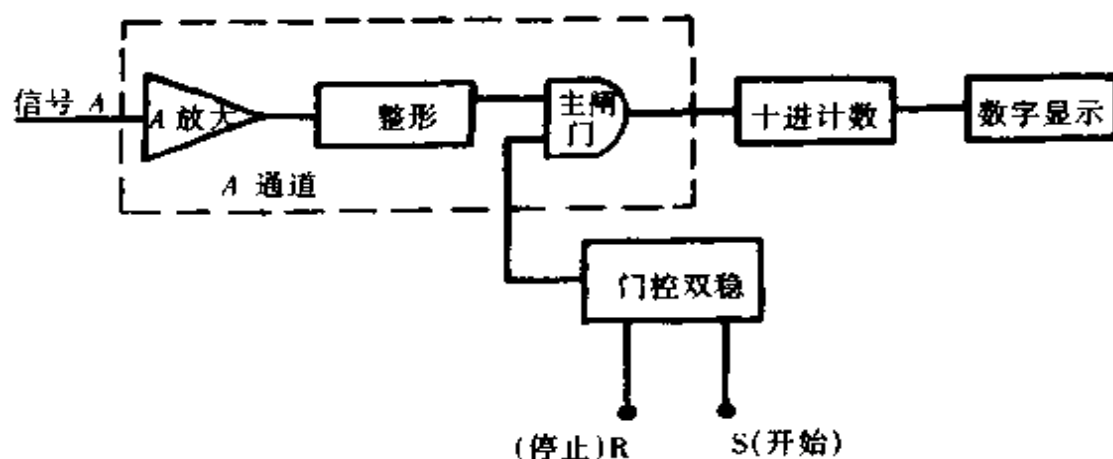 信号 A
A 放大
整形
主闸
门
十进计数
数字显示
A 通道
门控双稳
(停止)R
S(开始)